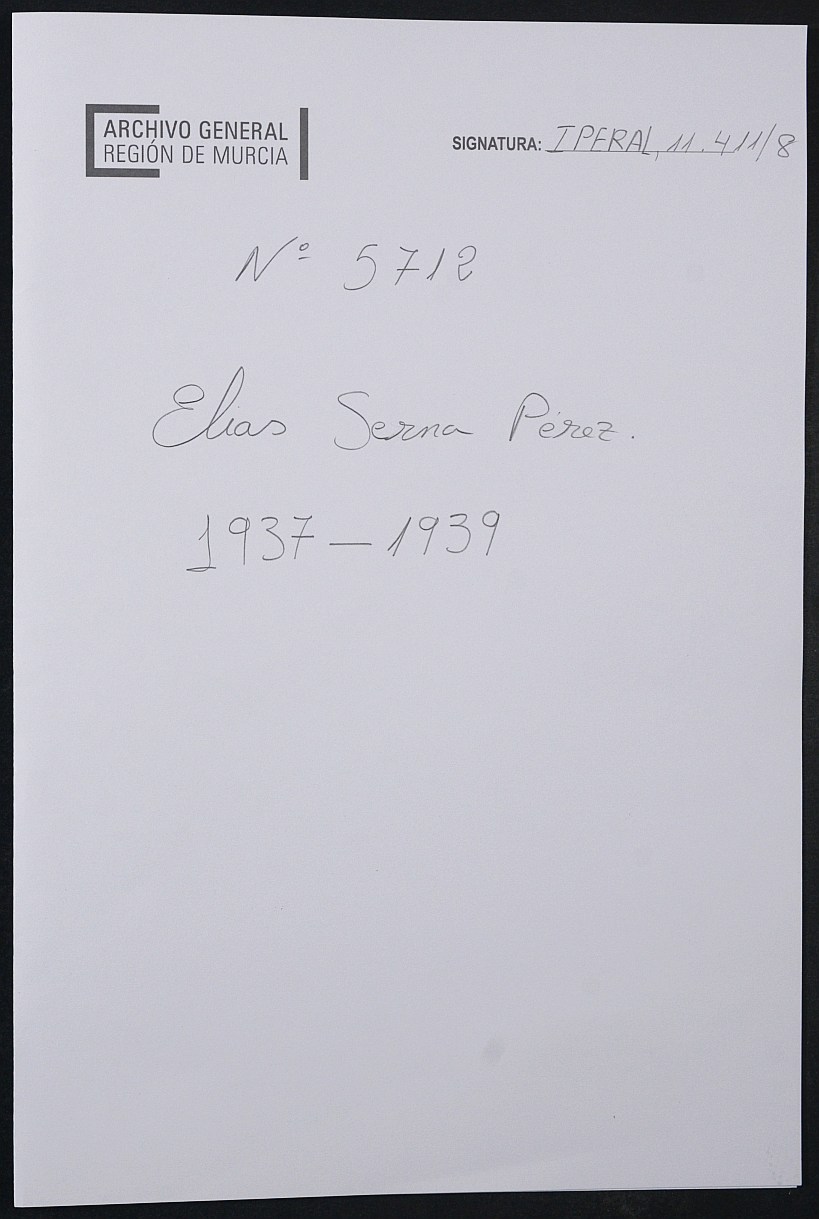 ARCHIVO GENERAL
REGIÓN DE MURCIA
SIGNATURA: IPERAL, 11.411/8
Nº 5712
Elias Serna Pérez.
1937 — 1939